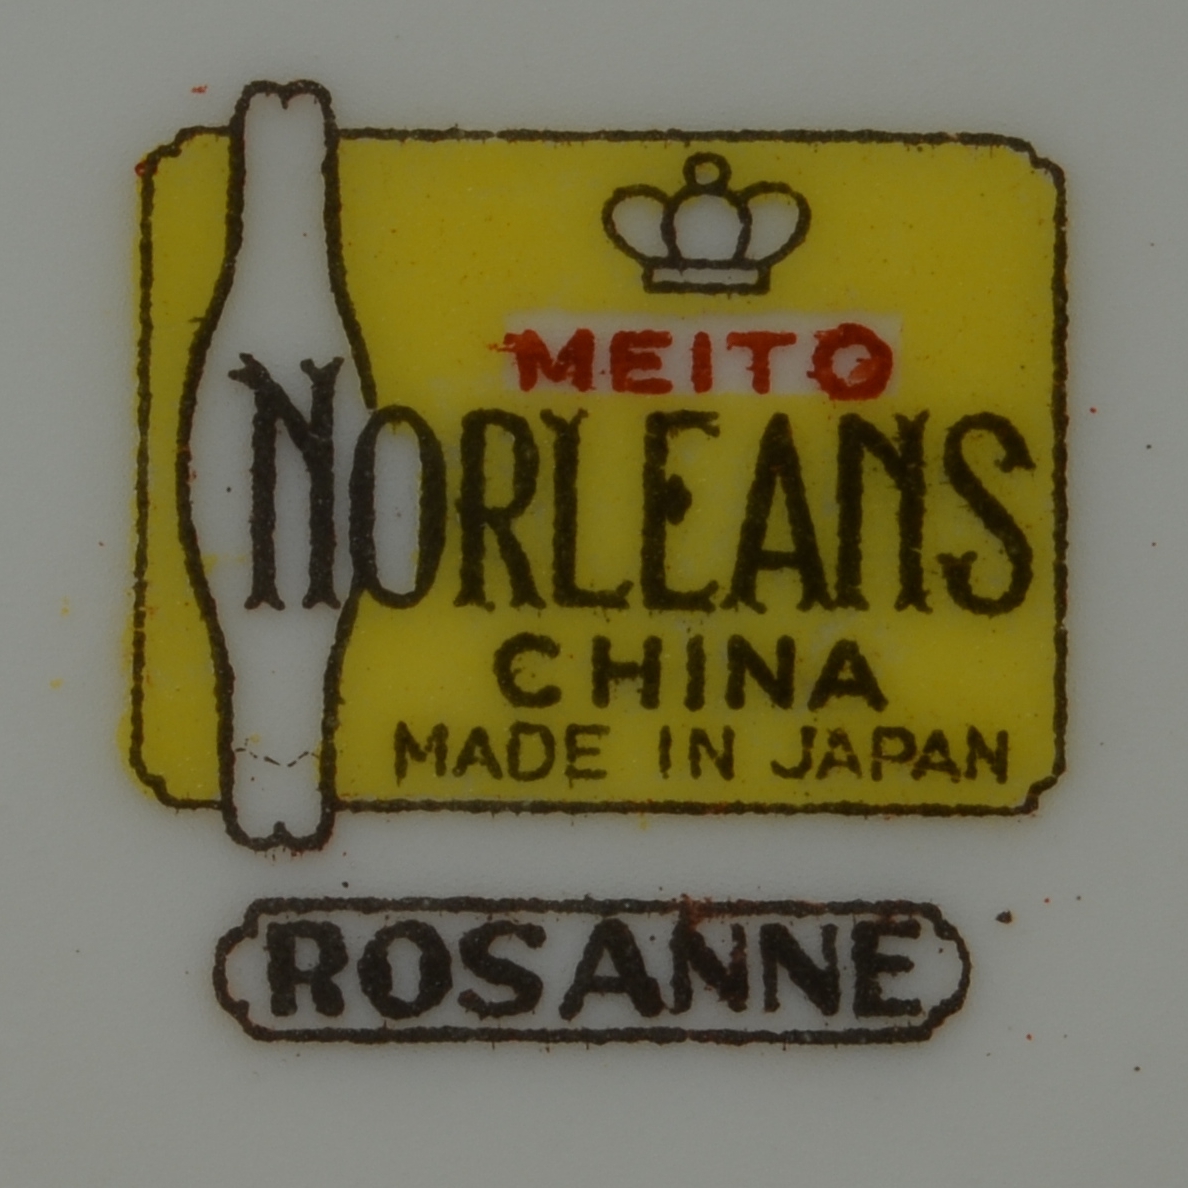 MEITO
NORLEANS
CHINA
MADE IN JAPAN
ROSANNE